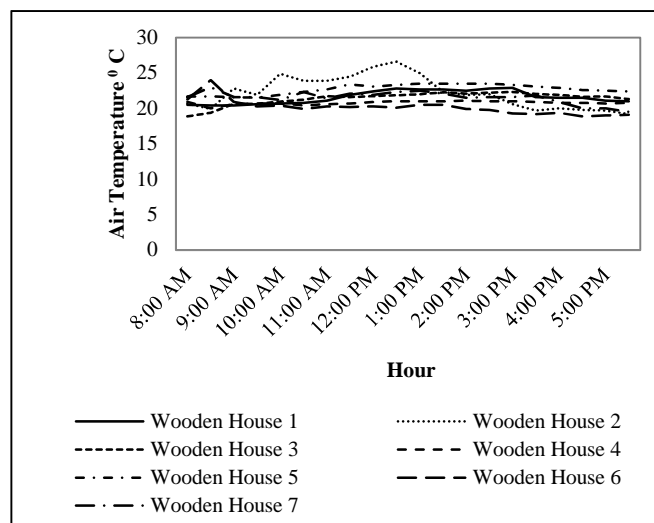 Air Temperature ⁰ C
30
25
20
15
10
5
0
8:00 AM
9:00 AM
10:00 AM
11:00 AM
12:00 PM
1:00 PM
2:00 PM
3:00 PM
4:00 PM
5:00 PM
Hour
Wooden House 1 Wooden House 2
Wooden House 3 Wooden House 4
Wooden House 5 Wooden House 6
Wooden House 7